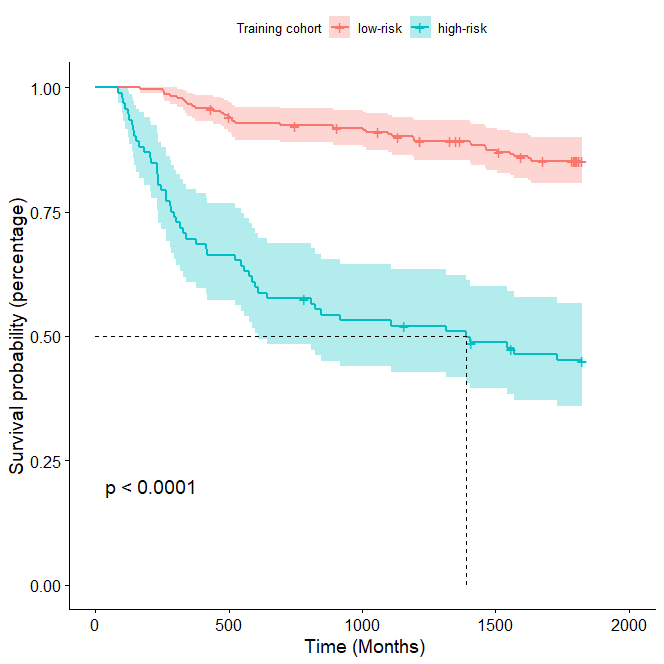 Training cohort low-risk high-risk
Survival probability (percentage)
1.00
0.75
0.50
0.25
0.00
p < 0.0001
0 500 1000 1500 2000
Time (Months)